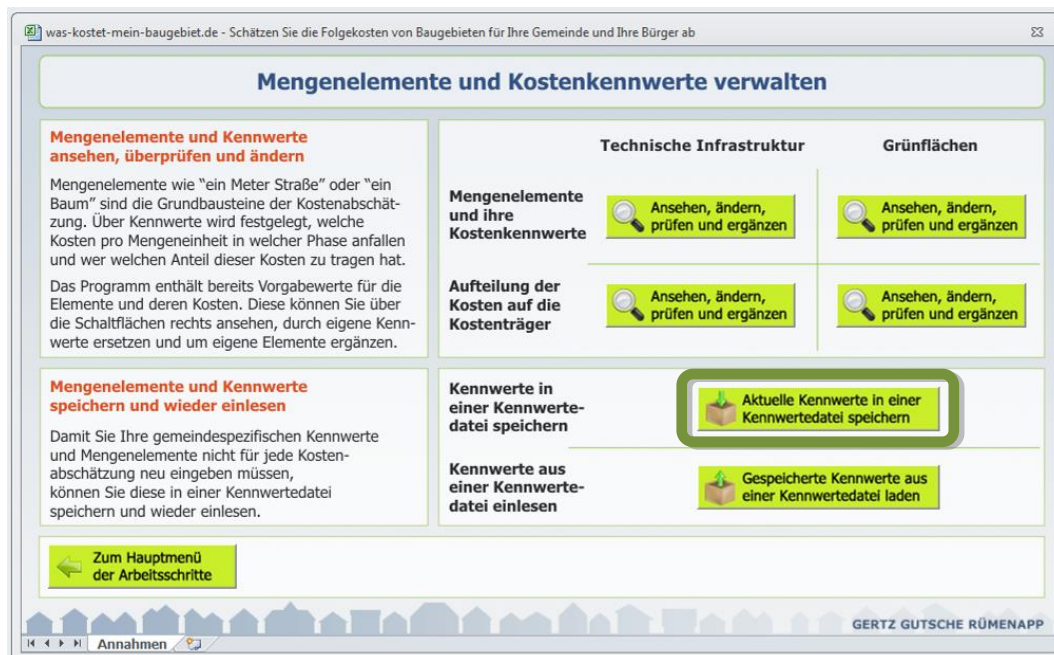 was-kostet-mein-baugebiet.de - Schätzen Sie die Folgekosten von Baugebieten für Ihre Gemeinde und Ihre Bürger ab
Mengenelemente und Kostenkennwerte verwalten
Mengenelemente und Kennwerte
ansehen, überprüfen und ändern
Mengenelemente wie "ein Meter Straße" oder "ein
Baum" sind die Grundbausteine der Kostenabschät-
zung. Über Kennwerte wird festgelegt, welche
Kosten pro Mengeneinheit in welcher Phase anfallen
und wer welchen Anteil dieser Kosten zu tragen hat.
Das Programm enthält bereits Vorgabewerte für die
Elemente und deren Kosten. Diese können Sie über
die Schaltflächen rechts ansehen, durch eigene Kenn-
werte ersetzen und um eigene Elemente ergänzen.
Technische Infrastruktur
Grünflächen
Mengenelemente
und ihre
Kostenkennwerte
Ansehen, ändern,
prüfen und ergänzen
Ansehen, ändern,
prüfen und ergänzen
Aufteilung der
Kosten auf die
Kostenträger
Ansehen, ändern,
prüfen und ergänzen
Ansehen, ändern,
prüfen und ergänzen
Mengenelemente und Kennwerte
speichern und wieder einlesen
Damit Sie Ihre gemeindespezifischen Kennwerte
und Mengenelemente nicht für jede Kosten-
abschätzung neu eingeben müssen,
können Sie diese in einer Kennwertedatei
speichern und wieder einlesen.
Kennwerte in
einer Kennwerte-
datei speichern
Aktuelle Kennwerte in einer
Kennwertedatei speichern
Kennwerte aus
einer Kennwerte-
datei einlesen
Gespeicherte Kennwerte aus
einer Kennwertedatei laden
Zum Hauptmenü
der Arbeitsschritte
GERTZ GUTSCHE RÜMENAPP
Annahmen